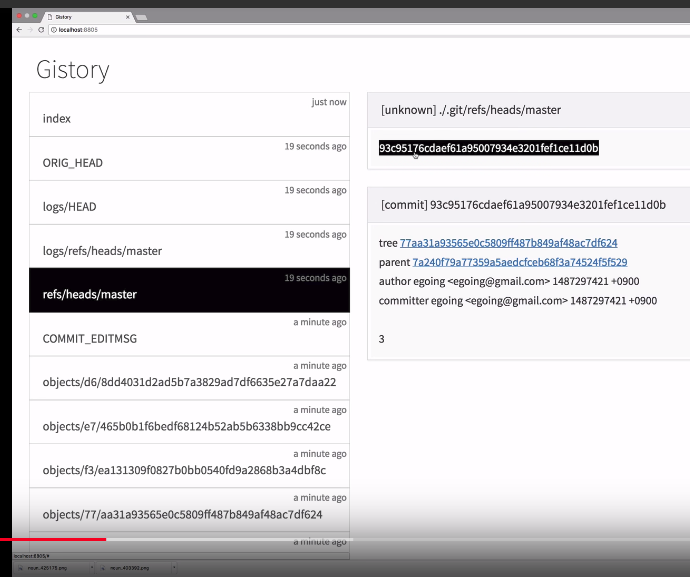 Gistory
localhost:8805
Gistory
just now
index
19 seconds ago
ORIG_HEAD
19 seconds ago
logs/HEAD
19 seconds ago
logs/refs/heads/master
19 seconds ago
refs/heads/master
a minute ago
COMMIT_EDITMSG
a minute ago
objects/d6/8dd4031d2ad5b7a3829ad7df6635e27a7daa22
a minute ago
objects/e7/465b0b1f6bedf68124b52ab5b6338bb9cc42ce
a minute ago
objects/f3/ea131309f0827b0bb0540fd9a2868b3a4dbf8c
a minute ago
objects/77/aa31a93565e0c5809ff487b849af48ac7df624
a minute ago
[unknown] ./.git/refs/heads/master
93c95176cdaef61a95007934e3201fef1ce11d0b
[commit] 93c95176cdaef61a95007934e3201fef1ce11d0b
tree 77aa31a93565e0c5809ff487b849af48ac7df624
parent 7a240f79a77359a5aedcfceb68f3a74524f5f529
author egoing <egoing@gmail.com> 1487297421 +0900
committer egoing <egoing@gmail.com> 1487297421 +0900
3
localhost:8805/#